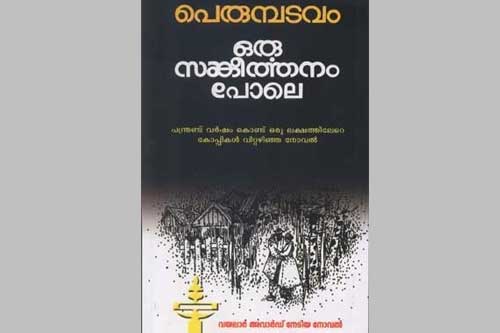 പെരുമ്പടവം
ഒരു
സങ്കീർത്തനം
പോലെ
പന്ത്രണ്ട് വർഷം കൊണ്ട് ഒരു ലക്ഷത്തിലേറെ
കോപ്പികൾ വിറ്റഴിഞ്ഞ നോവൽ
വയലാർ അവാർഡ് നേടിയ നോവൽ